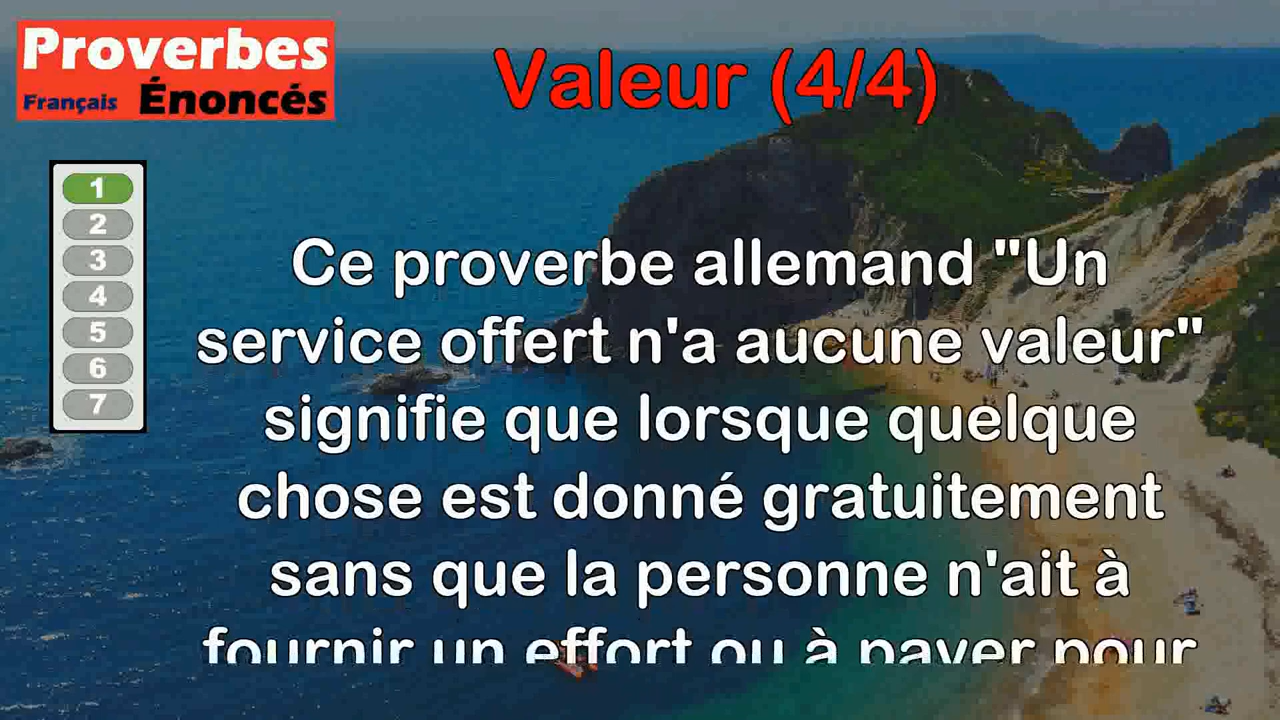 Proverbes
Français Énoncés
Valeur (4/4)
1
2
3
4
5
6
7
Ce proverbe allemand "Un
service offert n'a aucune valeur"
signifie que lorsque quelque
chose est donné gratuitement
sans que la personne n'ait à
fournir un effort ou à payer pour